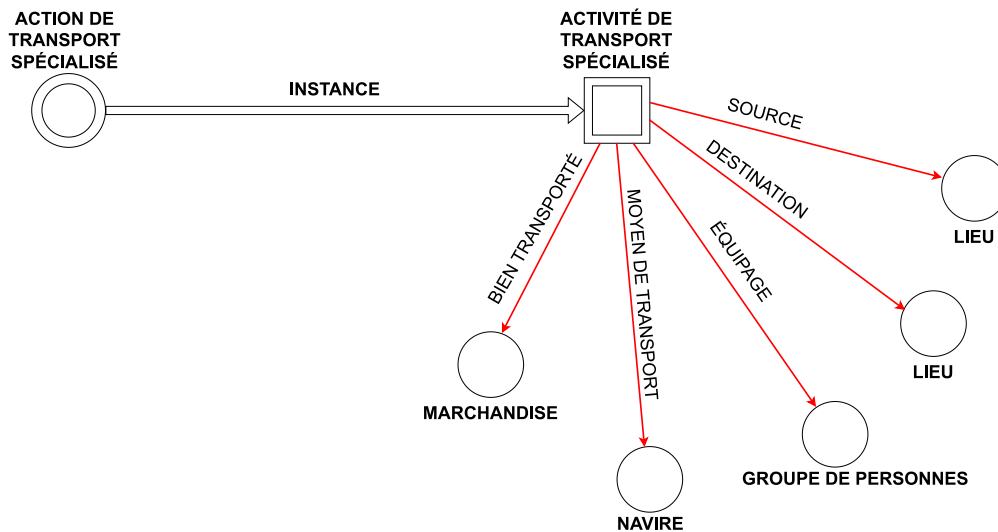 ACTION DE
TRANSPORT
SPÉCIALISÉ
ACTIVITÉ DE
TRANSPORT
SPÉCIALISÉ
INSTANCE
SOURCE
DESTINATION
ÉQUIPAGE
MOYEN DE TRANSPORT
BIEN TRANSPORTÉ
LIEU
LIEU
MARCHANDISE
GROUPE DE PERSONNES
NAVIRE